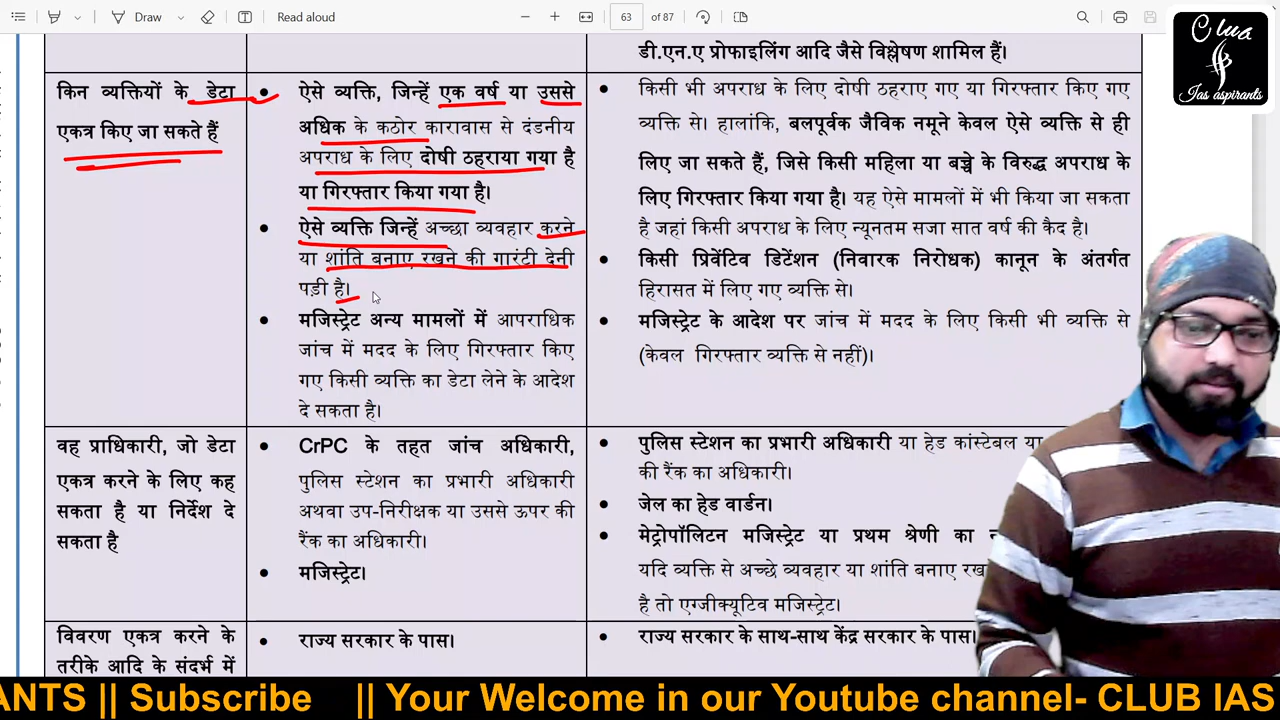 Draw
Read aloud
63
of 87
Clua
Ias aspirants
डी.एन.ए प्रोफाइलिंग आदि जैसे विश्लेषण शामिल हैं।
किन व्यक्तियों के डेटा
एकत्र किए जा सकते हैं
ऐसे व्यक्ति, जिन्हें एक वर्ष या उससे
अधिक के कठोर कारावास से दंडनीय
अपराध के लिए दोषी ठहराया गया है
या गिरफ्तार किया गया है।
ऐसे व्यक्ति जिन्हें अच्छा व्यवहार करने
या शांति बनाए रखने की गारंटी देनी
पड़ी है।
मजिस्ट्रेट अन्य मामलों में आपराधिक
जांच में मदद के लिए गिरफ्तार किए
गए किसी व्यक्ति का डेटा लेने के आदेश
दे सकता है।
किसी भी अपराध के लिए दोषी ठहराए गए या गिरफ्तार किए गए
व्यक्ति से। हालांकि, बलपूर्वक जैविक नमूने केवल ऐसे व्यक्ति से ही
लिए जा सकते हैं, जिसे किसी महिला या बच्चे के विरुद्ध अपराध के
लिए गिरफ्तार किया गया है। यह ऐसे मामलों में भी किया जा सकता
है जहां किसी अपराध के लिए न्यूनतम सजा सात वर्ष की कैद है।
किसी प्रिवेंटिव डिटेंशन (निवारक निरोधक) कानून के अंतर्गत
हिरासत में लिए गए व्यक्ति से।
मजिस्ट्रेट के आदेश पर जांच में मदद के लिए किसी भी व्यक्ति से
(केवल गिरफ्तार व्यक्ति से नहीं)।
वह प्राधिकारी, जो डेटा
एकत्र करने के लिए कह
सकता है या निर्देश दे
सकता है
CrPC के तहत जांच अधिकारी,
पुलिस स्टेशन का प्रभारी अधिकारी
अथवा उप-निरीक्षक या उससे ऊपर की
रैंक का अधिकारी।
मजिस्ट्रेट।
पुलिस स्टेशन का प्रभारी अधिकारी या हेड कांस्टेबल या
की रैंक का अधिकारी।
जेल का हेड वार्डन।
मेट्रोपॉलिटन मजिस्ट्रेट या प्रथम श्रेणी का
यदि व्यक्ति से अच्छे व्यवहार या शांति बनाए
है तो एग्जीक्यूटिव मजिस्ट्रेट।
विवरण एकत्र करने के
तरीके आदि के संदर्भ में
राज्य सरकार के पास।
राज्य सरकार के साथ-साथ केंद्र सरकार के पास।
ANTS || Subscribe || Your Welcome in our Youtube channel- CLUB IAS